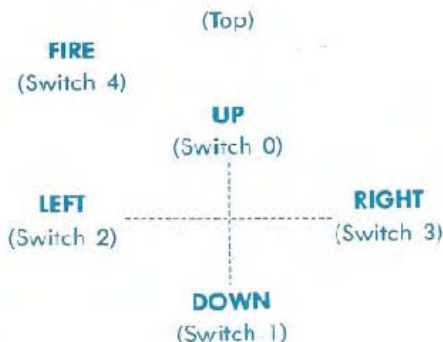 (Top)
FIRE
(Switch 4)
UP
(Switch 0)
LEFT
(Switch 2)
RIGHT
(Switch 3)
DOWN
(Switch 1)